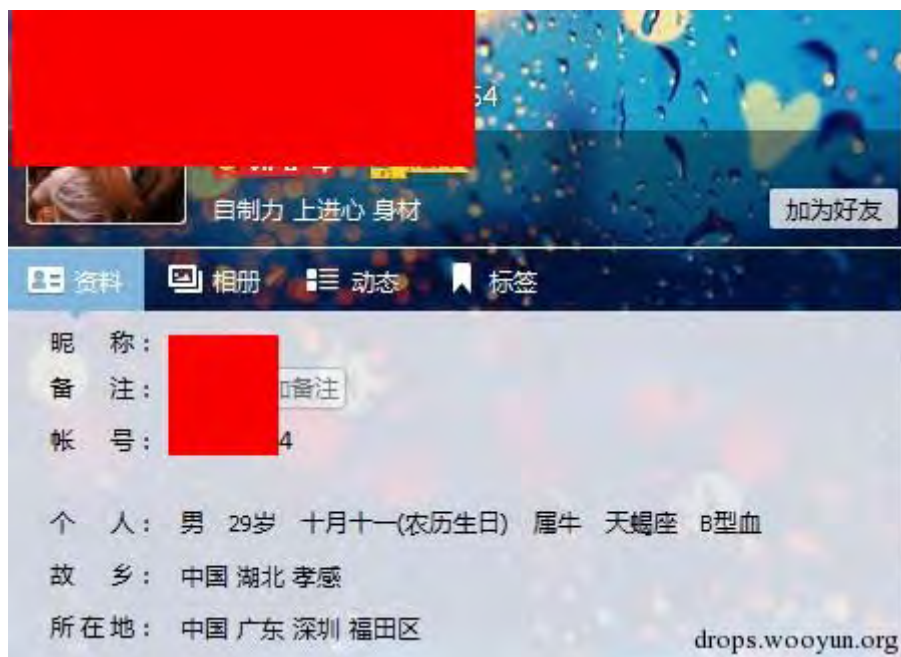 54
自制力 上进心 身材
加为好友
资料 相册 动态 标签
昵 称：
备 注： 备注
帐 号： 4
个 人： 男 29岁 十月十一(农历生日) 属牛 天蝎座 B型血
故 乡： 中国 湖北 孝感
所在地： 中国 广东 深圳 福田区
drops.wooyun.org